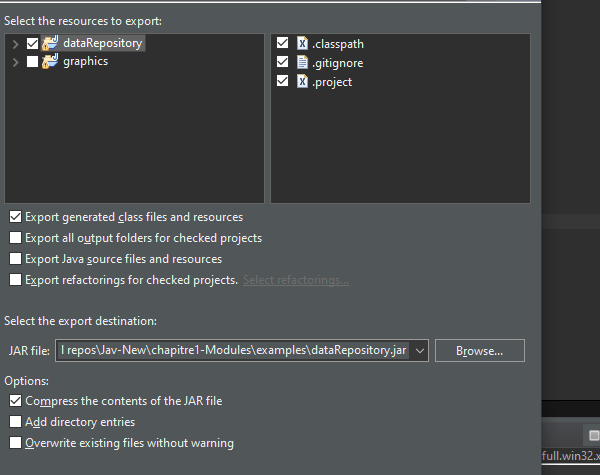 Select the resources to export:
dataRepository
graphics
.classpath
.gitignore
.project
Export generated class files and resources
Export all output folders for checked projects
Export Java source files and resources
Export refactorings for checked projects. Select refactorings...
Select the export destination:
JAR file: l repos\Jav-New\chapitre1-Modules\examples\dataRepository.jar Browse...
Options:
Compress the contents of the JAR file
Add directory entries
Overwrite existing files without warning
full.win32.x